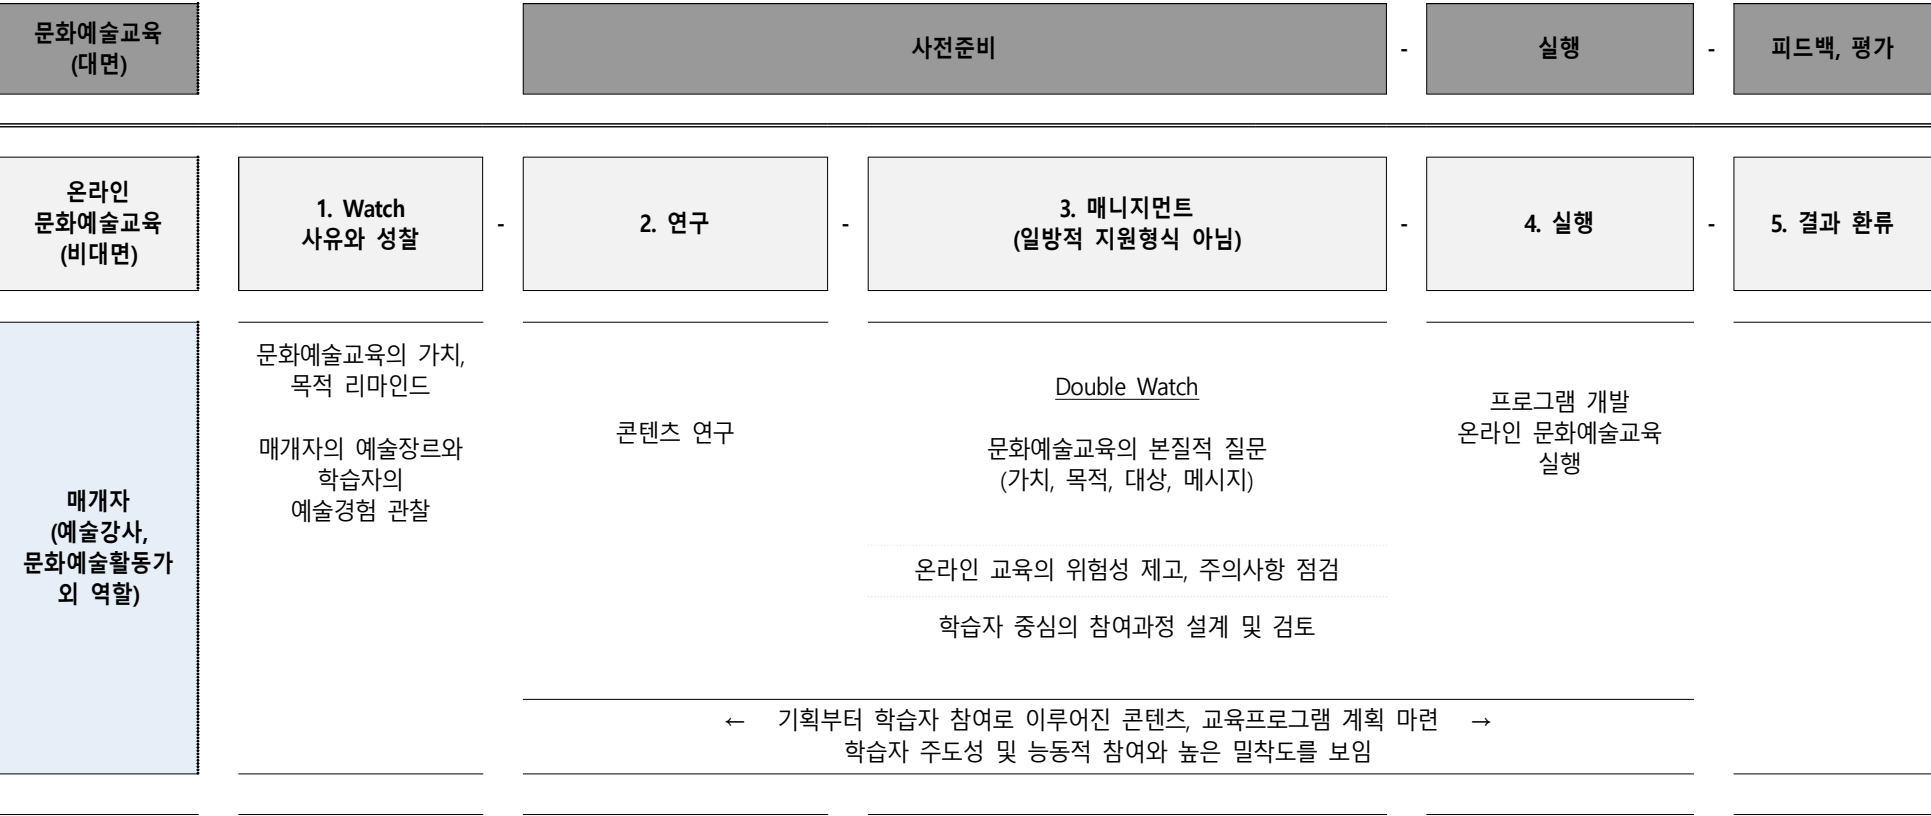 문화예술교육
(대면)
사전준비
-
실행
-
피드백, 평가
온라인
문화예술교육
(비대면)
1. Watch
사유와 성찰
-
2. 연구
-
3. 매니지먼트
(일방적 지원형식 아님)
-
4. 실행
-
5. 결과 환류
매개자
(예술강사,
문화예술활동가
외 역할)
문화예술교육의 가치,
목적 리마인드
매개자의 예술장르와
학습자의
예술경험 관찰
콘텐츠 연구
Double Watch
문화예술교육의 본질적 질문
(가치, 목적, 대상, 메시지)
온라인 교육의 위험성 제고, 주의사항 점검
학습자 중심의 참여과정 설계 및 검토
프로그램 개발
온라인 문화예술교육
실행
← 기획부터 학습자 참여로 이루어진 콘텐츠, 교육프로그램 계획 마련 →
학습자 주도성 및 능동적 참여와 높은 밀착도를 보임